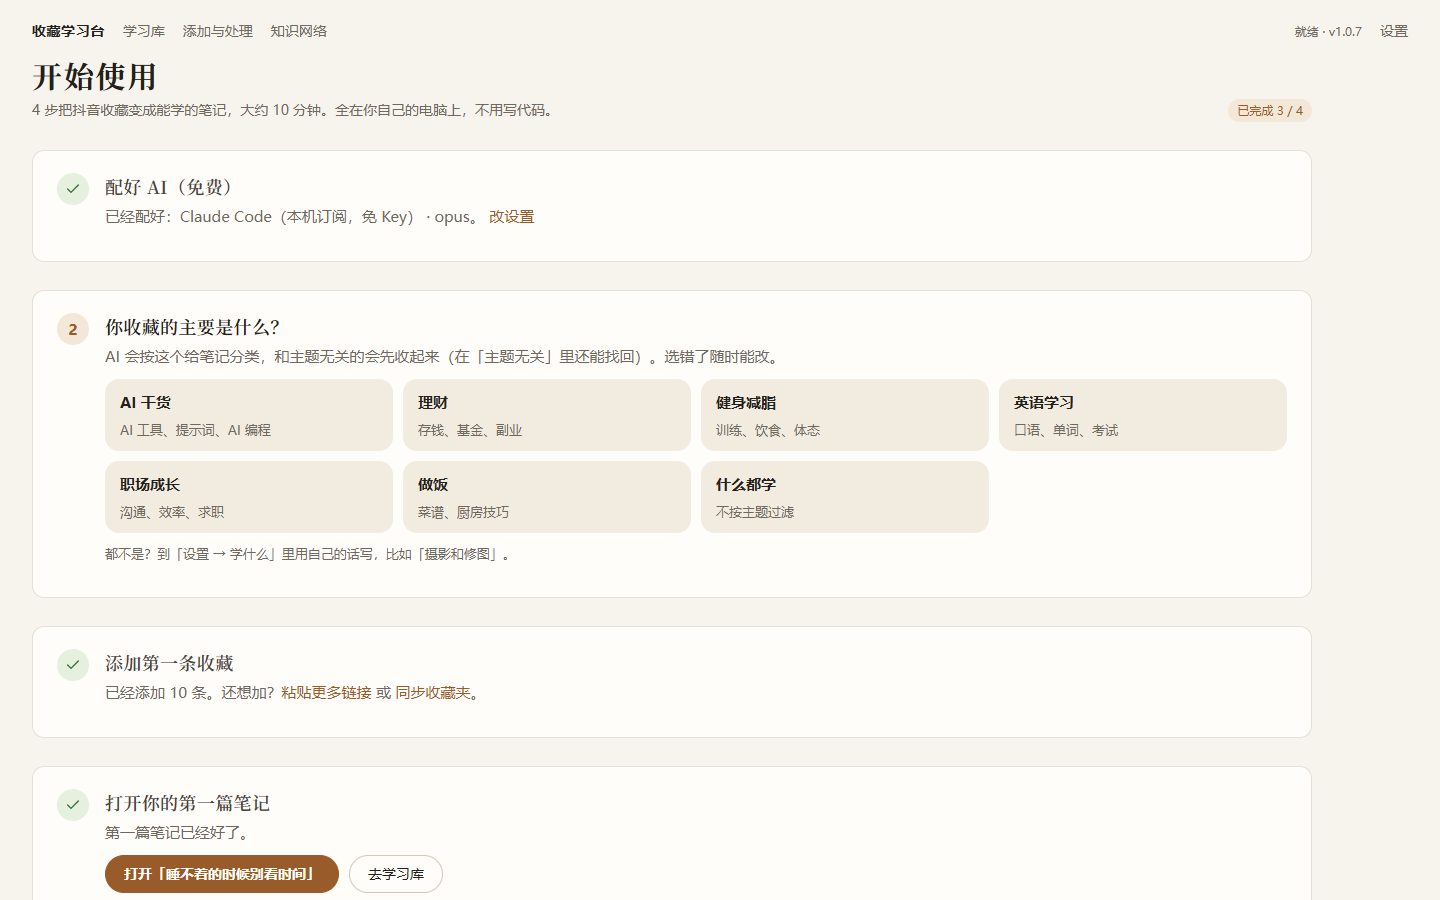 收藏学习台 学习库 添加与处理 知识网络 就绪 · v1.0.7 设置
开始使用
4 步把抖音收藏变成能学的笔记，大约 10 分钟。全在你自己的电脑上，不用写代码。 已完成 3 / 4
配好 AI（免费）
已经配好：Claude Code（本机订阅，免 Key） · opus。 改设置
2 你收藏的主要是什么？
AI 会按这个给笔记分类，和主题无关的会先收起来（在「主题无关」里还能找回）。选错了随时能改。
AI 干货 理财 健身减脂 英语学习
AI 工具、提示词、AI 编程 存钱、基金、副业 训练、饮食、体态 口语、单词、考试
职场成长 做饭 什么都学
沟通、效率、求职 菜谱、厨房技巧 不按主题过滤
都不是？到「设置 → 学什么」里用自己的话写，比如「摄影和修图」。
添加第一条收藏
已经添加 10 条。还想加？粘贴更多链接 或 同步收藏夹。
打开你的第一篇笔记
第一篇笔记已经好了。
打开「睡不着的时候别看时间」 去学习库